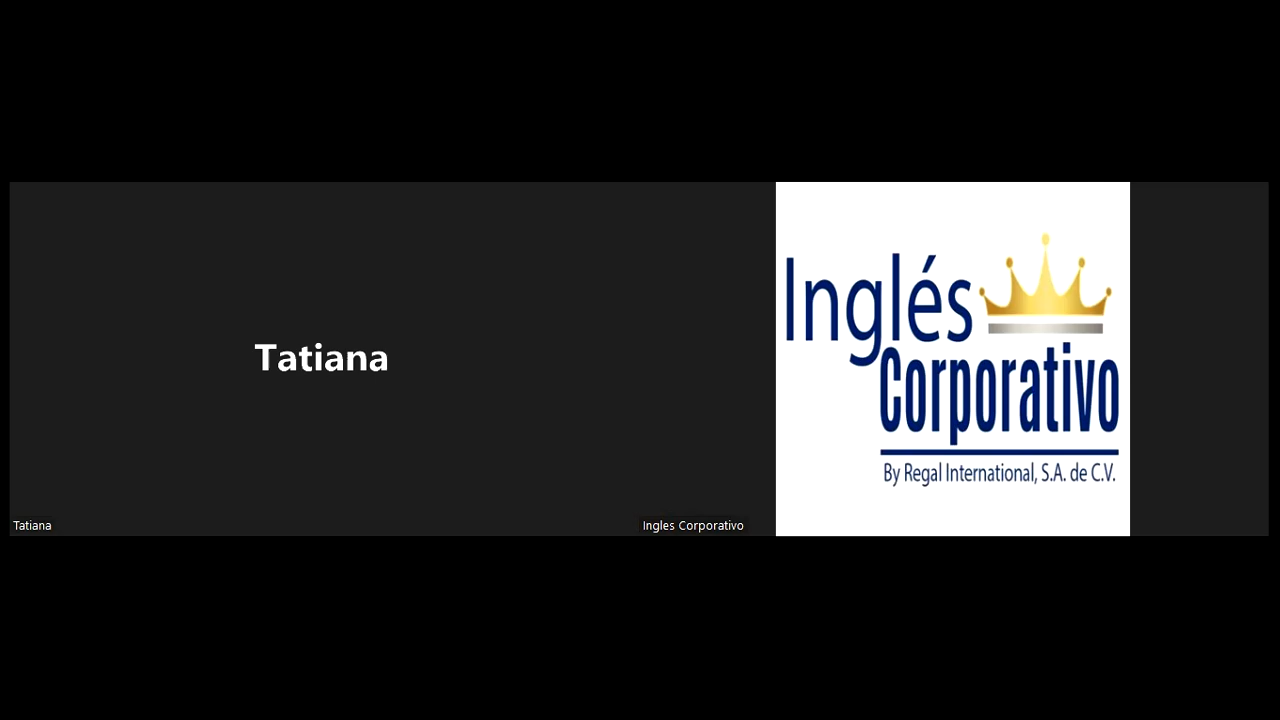 Tatiana
Inglés
Corporativo
By Regal International, S.A. de C.V.
Tatiana
Ingles Corporativo